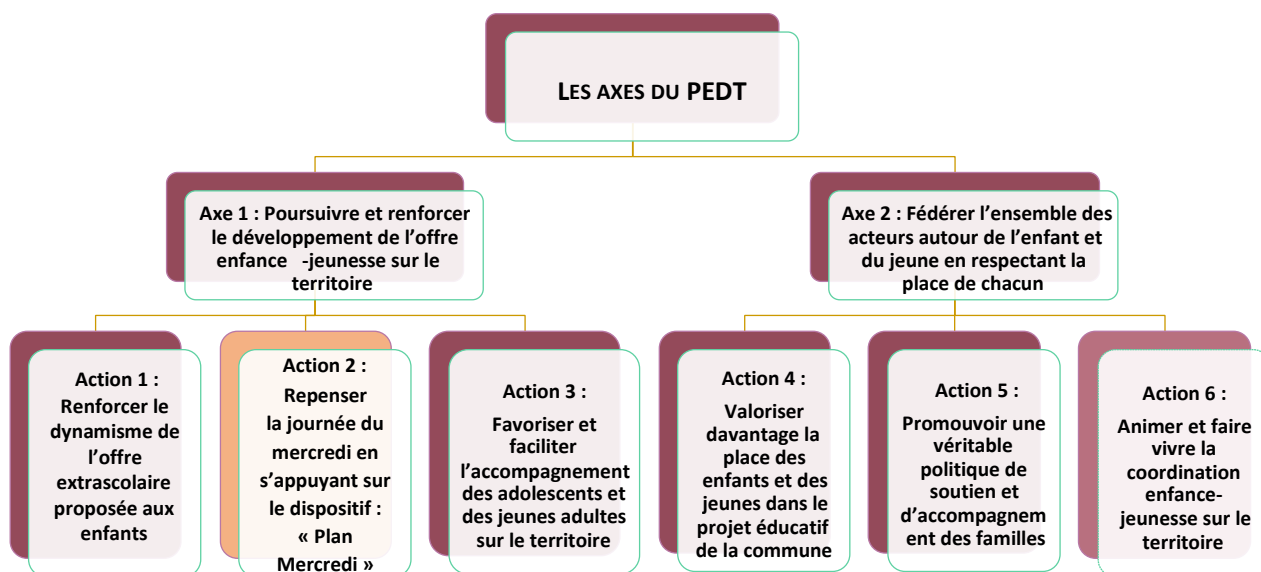 LES AXES DU PEDT
Axe 1 : Poursuivre et renforcer
le développement de l’offre
enfance -jeunesse sur le
territoire
Axe 2 : Fédérer l’ensemble des
acteurs autour de l’enfant et
du jeune en respectant la
place de chacun
Action 1 :
Renforcer le
dynamisme de
l’offre
extrascolaire
proposée aux
enfants
Action 2 :
Repenser
la journée du
mercredi en
s’appuyant sur
le dispositif :
« Plan
Mercredi »
Action 3 :
Favoriser et
faciliter
l’accompagnement
des adolescents et
des jeunes adultes
sur le territoire
Action 4 :
Valoriser
davantage la
place des
enfants et des
jeunes dans le
projet éducatif
de la commune
Action 5 :
Promouvoir une
véritable
politique de
soutien et
d’accompagnem
ent des familles
Action 6 :
Animer et faire
vivre la
coordination
enfance-
jeunesse sur le
territoire